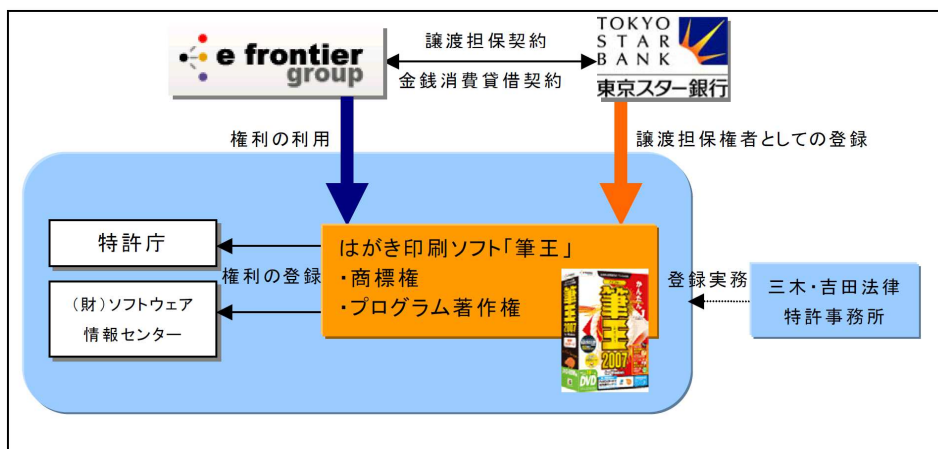 e frontier
group
譲渡担保契約
金銭消費貸借契約
TOKYO
STAR
BANK
東京スター銀行
権利の利用
譲渡担保権者としての登録
特許庁
権利の登録
(財)ソフトウェア
情報センター
はがき印刷ソフト「筆王」
・商標権
・プログラム著作権
筆王
2007
DVD
登録実務
三木・吉田法律
特許事務所